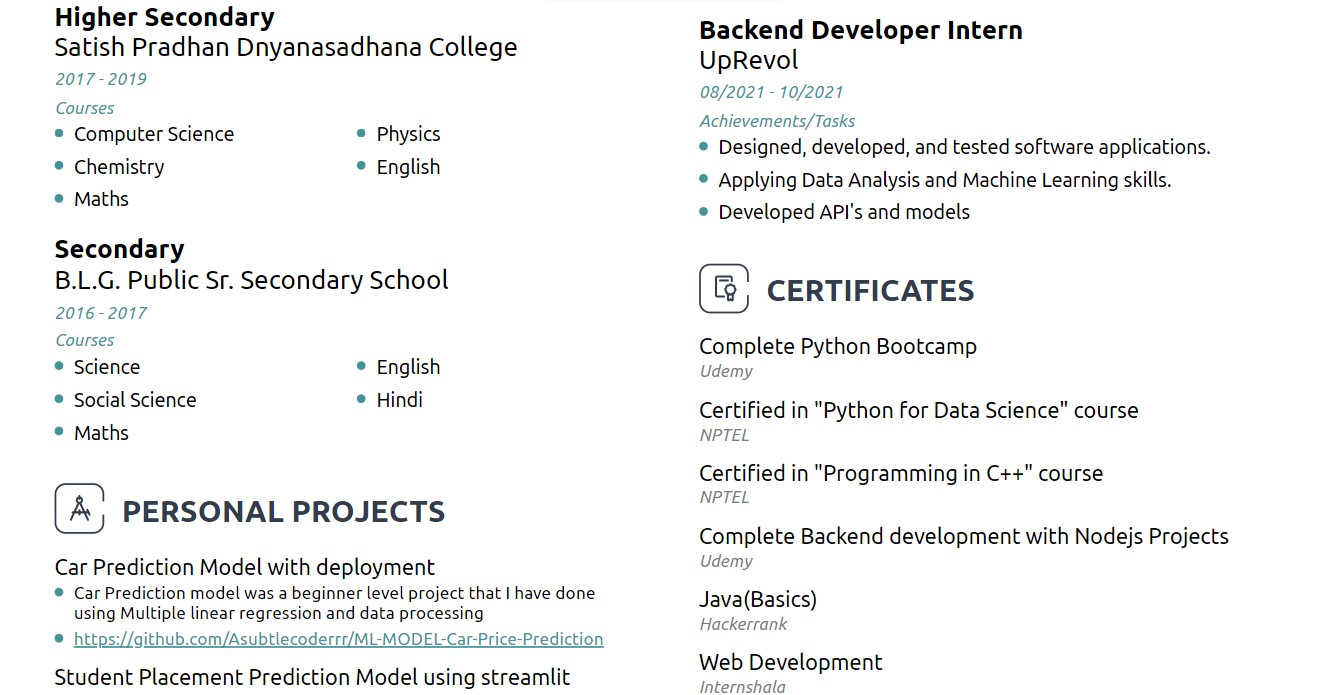 Higher Secondary
Satish Pradhan Dnyanasadhana College
2017 - 2019
Courses
Computer Science
Physics
Chemistry
English
Maths
Secondary
B.L.G. Public Sr. Secondary School
2016 - 2017
Courses
Science
English
Social Science
Hindi
Maths
PERSONAL PROJECTS
Car Prediction Model with deployment
Car Prediction model was a beginner level project that I have done
using Multiple linear regression and data processing
https://github.com/Asubtlecoderrr/ML-MODEL-Car-Price-Prediction
Student Placement Prediction Model using streamlit
Backend Developer Intern
UpRevol
08/2021 - 10/2021
Achievements/Tasks
Designed, developed, and tested software applications.
Applying Data Analysis and Machine Learning skills.
Developed API's and models
CERTIFICATES
Complete Python Bootcamp
Udemy
Certified in "Python for Data Science" course
NPTEL
Certified in "Programming in C++" course
NPTEL
Complete Backend development with Nodejs Projects
Udemy
Java(Basics)
Hackerrank
Web Development
Internshala